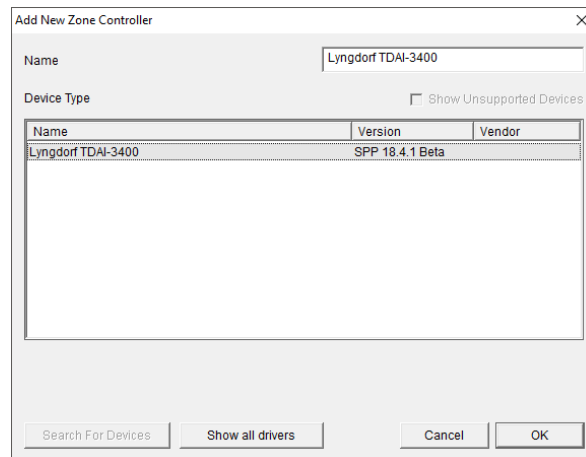 Add New Zone Controller
Name Lyngdorf TDAI-3400
Device Type Show Unsupported Devices
Name Version Vendor
Lyngdorf TDAI-3400 SPP 18.4.1 Beta
Search For Devices Show all drivers Cancel OK